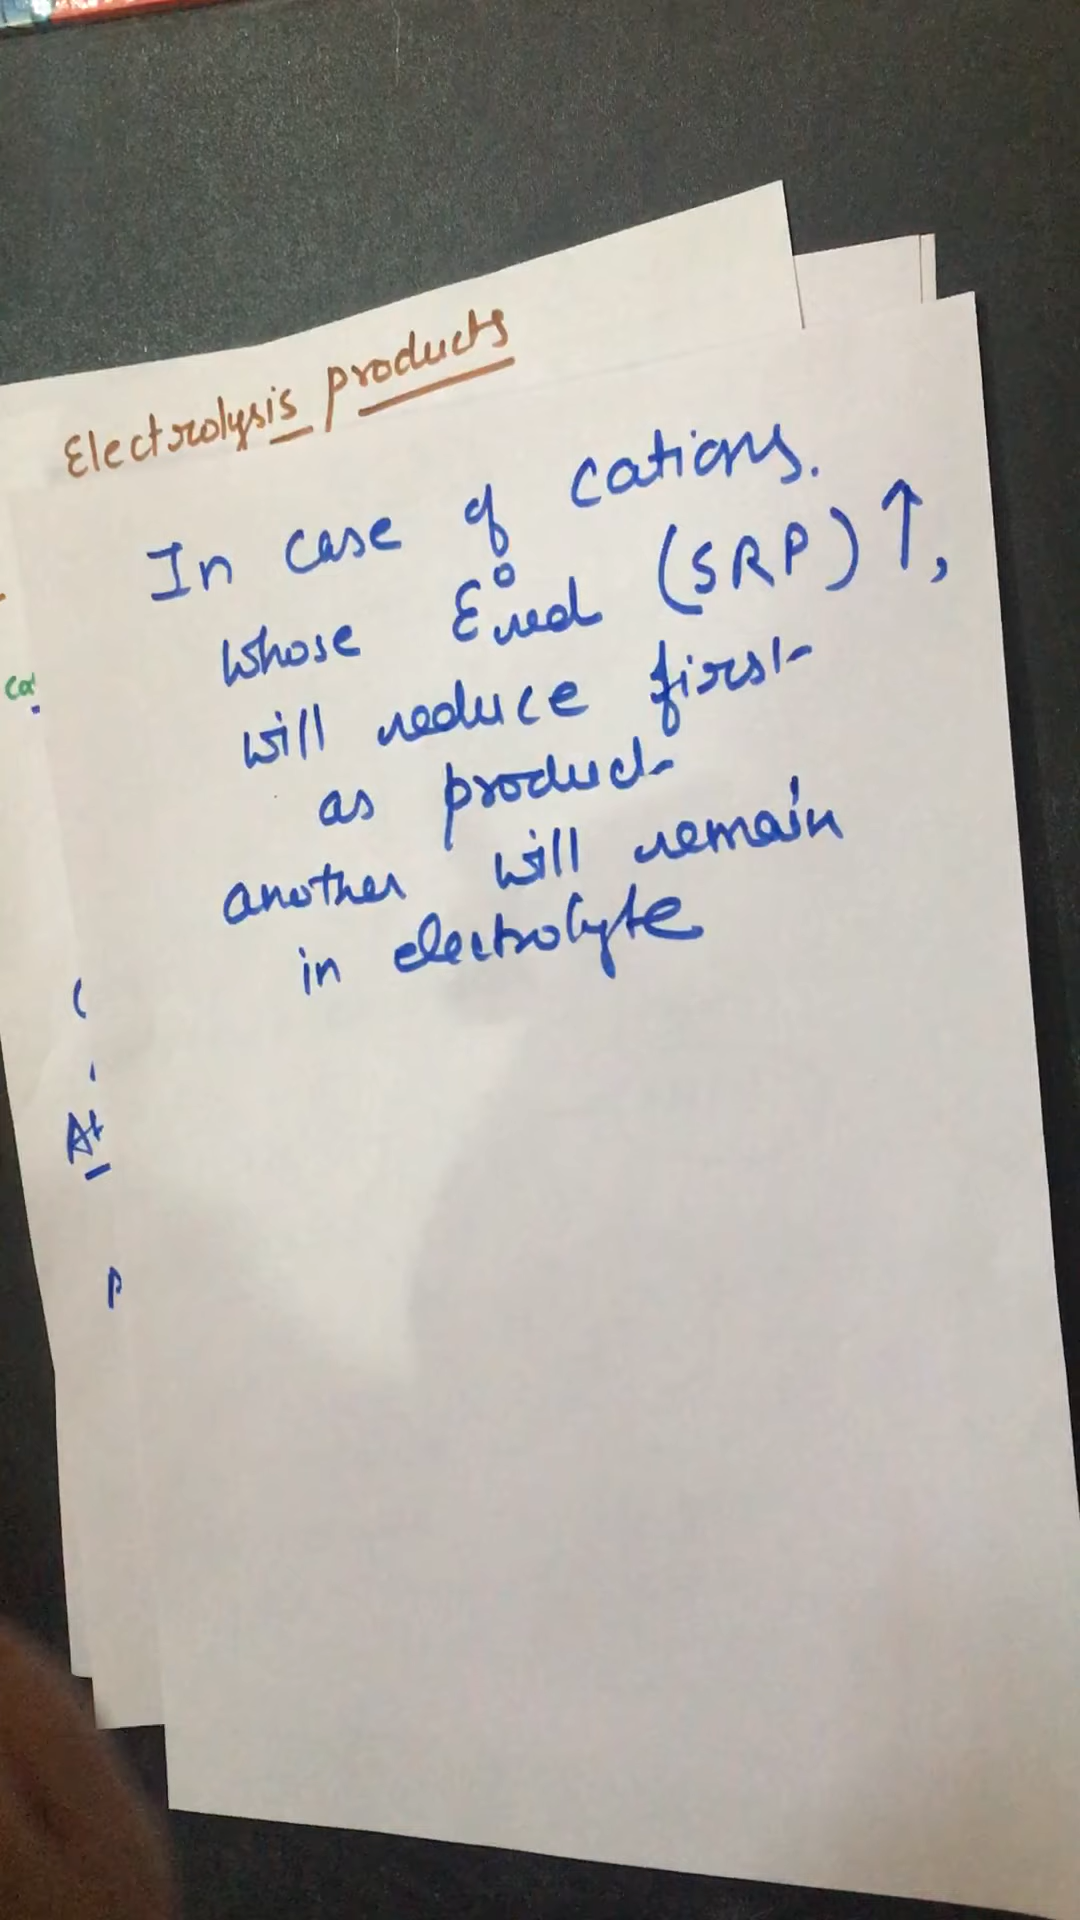 Electrolysis products
In case of cations.
whose E°red (SRP) ↑,
will reduce first
as product
another will remain
in electrolyte
At